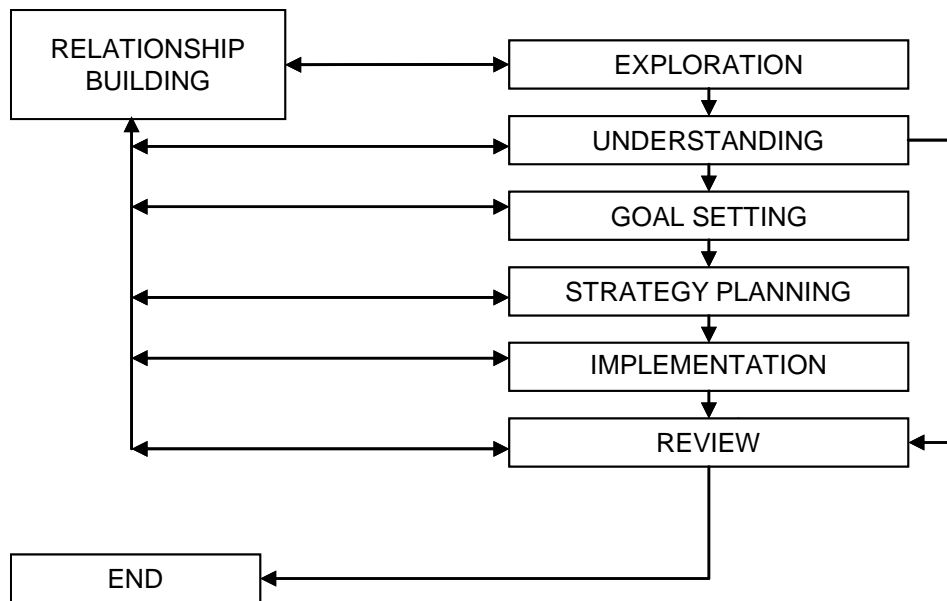 RELATIONSHIP
BUILDING
EXPLORATION
UNDERSTANDING
GOAL SETTING
STRATEGY PLANNING
IMPLEMENTATION
REVIEW
END